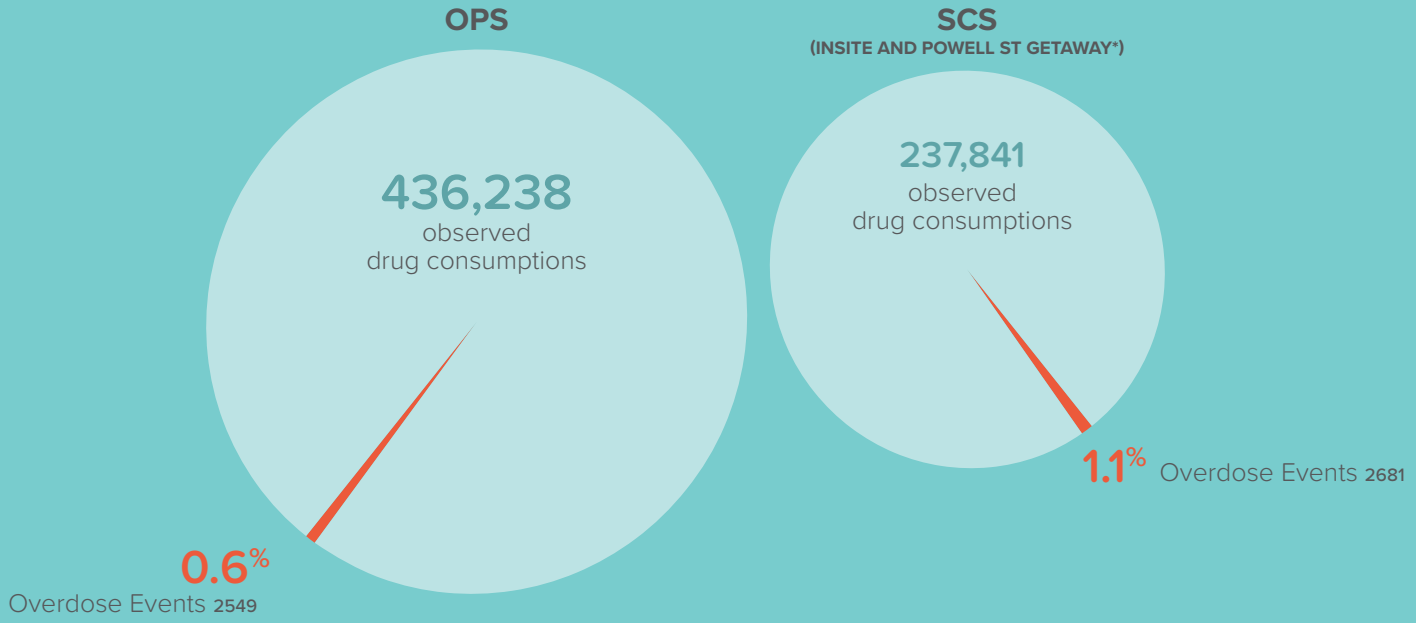 OPS
436,238
observed
drug consumptions
0.6%
Overdose Events 2549
SCS
(INSITE AND POWELL ST GETAWAY*)
237,841
observed
drug consumptions
1.1% Overdose Events 2681